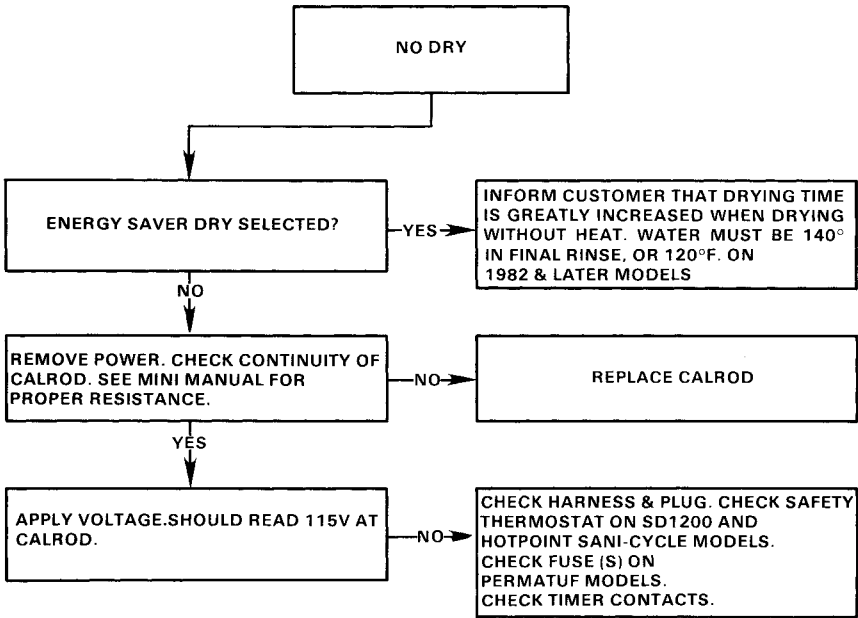 NO DRY
ENERGY SAVER DRY SELECTED?
YES
INFORM CUSTOMER THAT DRYING TIME
IS GREATLY INCREASED WHEN DRYING
WITHOUT HEAT. WATER MUST BE 140°
IN FINAL RINSE, OR 120°F. ON
1982 & LATER MODELS
NO
REMOVE POWER. CHECK CONTINUITY OF
CALROD. SEE MINI MANUAL FOR
PROPER RESISTANCE.
NO
REPLACE CALROD
YES
APPLY VOLTAGE.SHOULD READ 115V AT
CALROD.
NO
CHECK HARNESS & PLUG. CHECK SAFETY
THERMOSTAT ON SD1200 AND
HOTPOINT SANI-CYCLE MODELS.
CHECK FUSE (S) ON
PERMATUF MODELS.
CHECK TIMER CONTACTS.